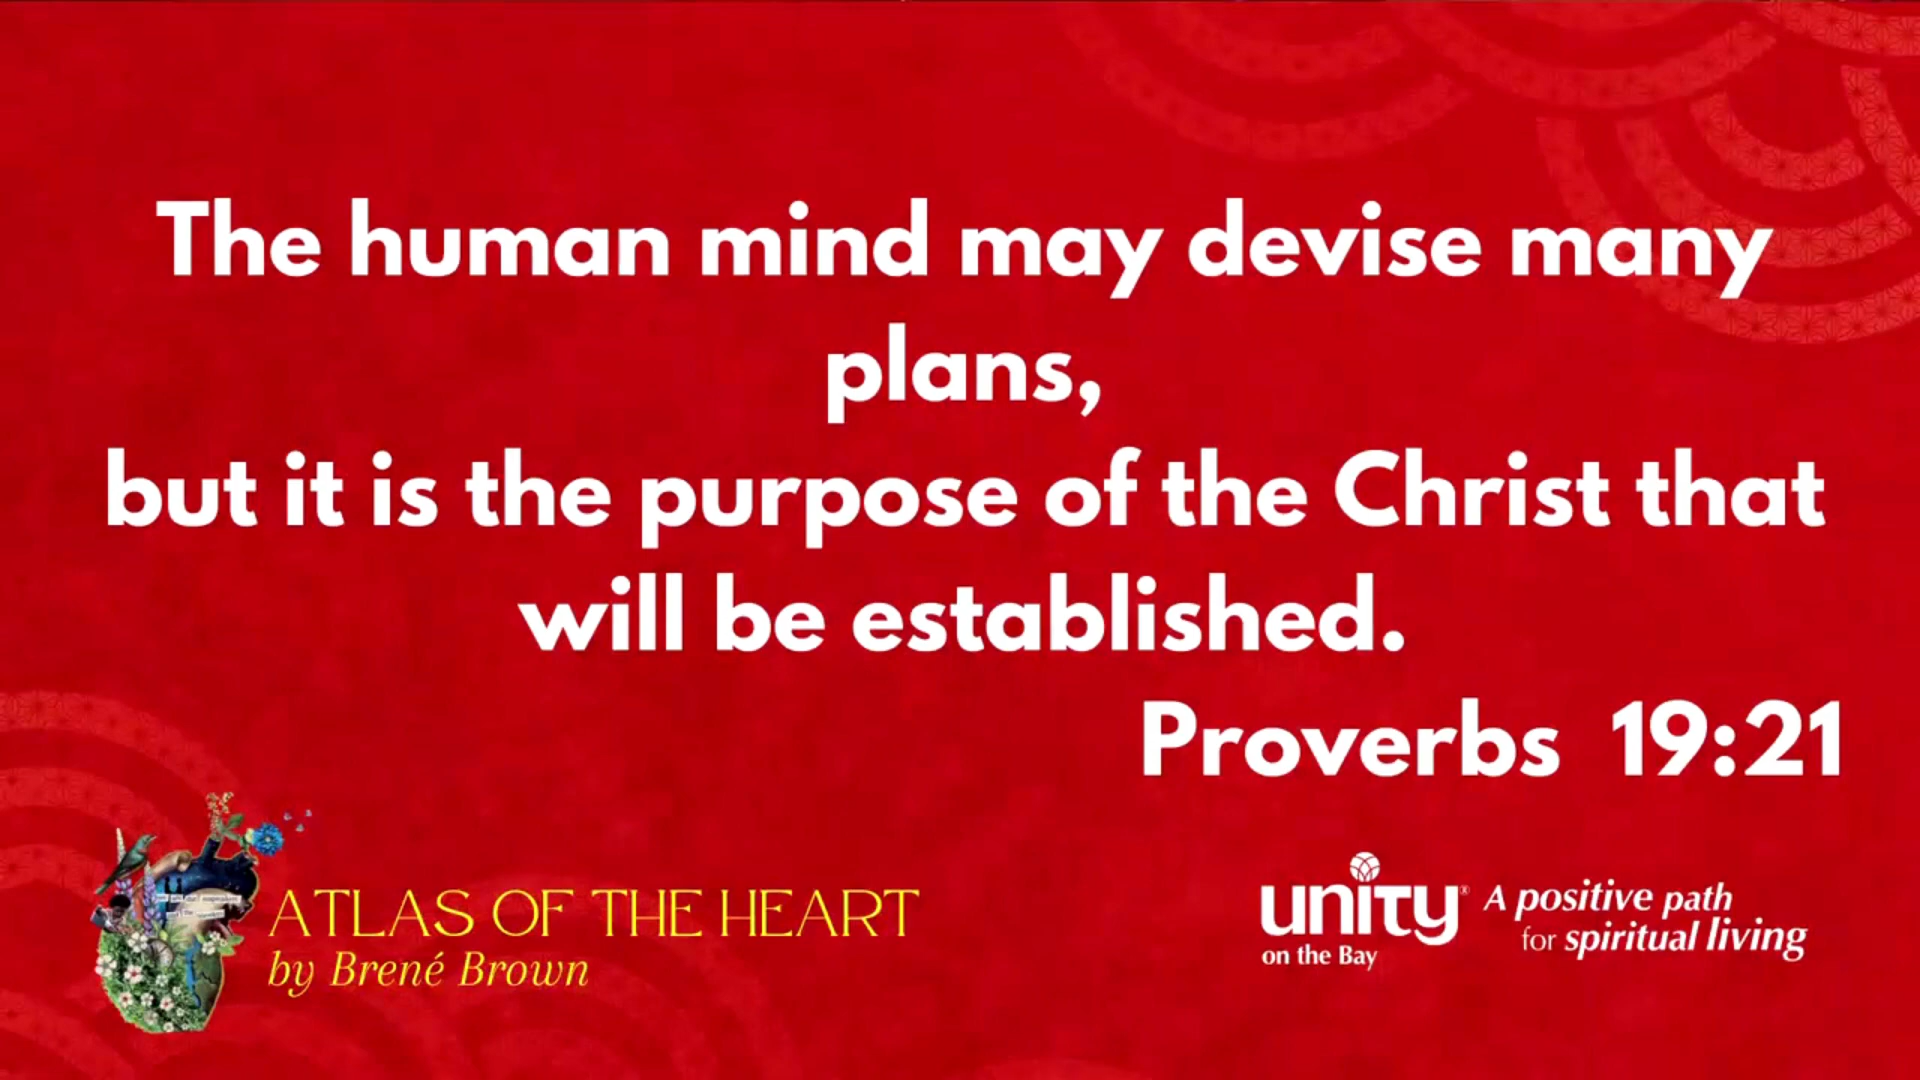 The human mind may devise many
plans,
but it is the purpose of the Christ that
will be established.
Proverbs 19:21
ATLAS OF THE HEART
by Brené Brown
unity® A positive path
on the Bay for spiritual living